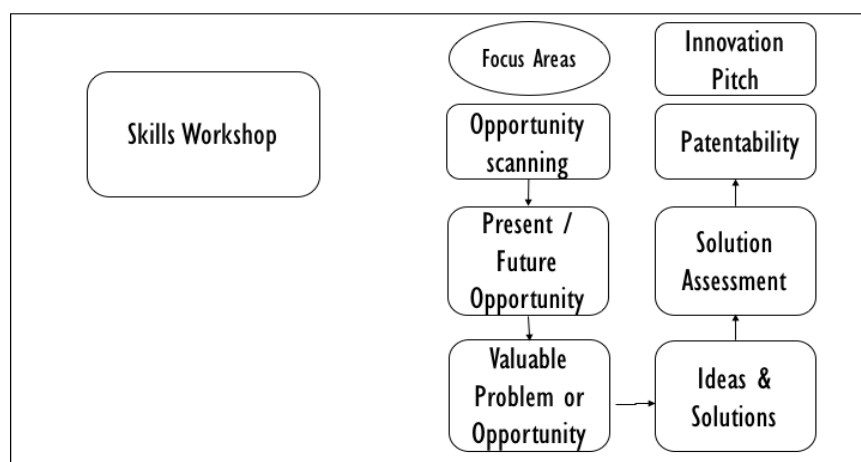 Skills Workshop
Focus Areas
Opportunity
scanning
Present /
Future
Opportunity
Valuable
Problem or
Opportunity
Ideas &
Solutions
Solution
Assessment
Patentability
Innovation
Pitch